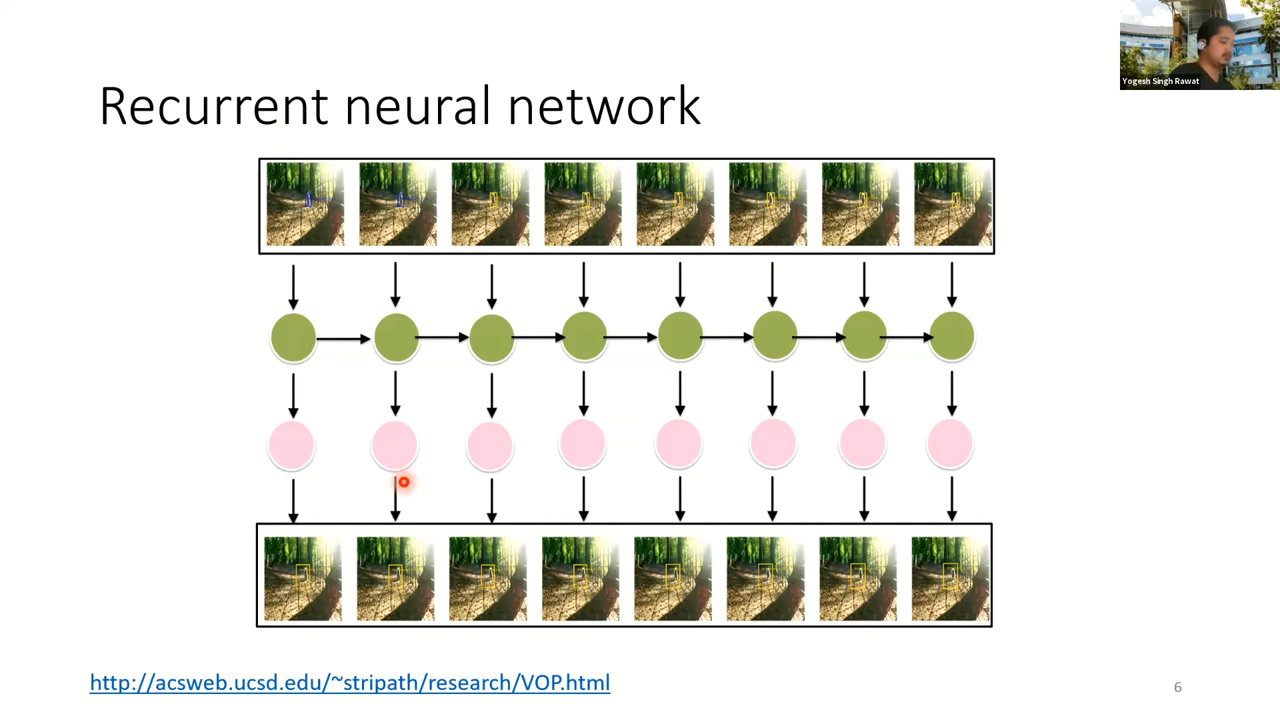 Yogesh Singh Rawat
Recurrent neural network
http://acsweb.ucsd.edu/~stripath/research/VOP.html
6